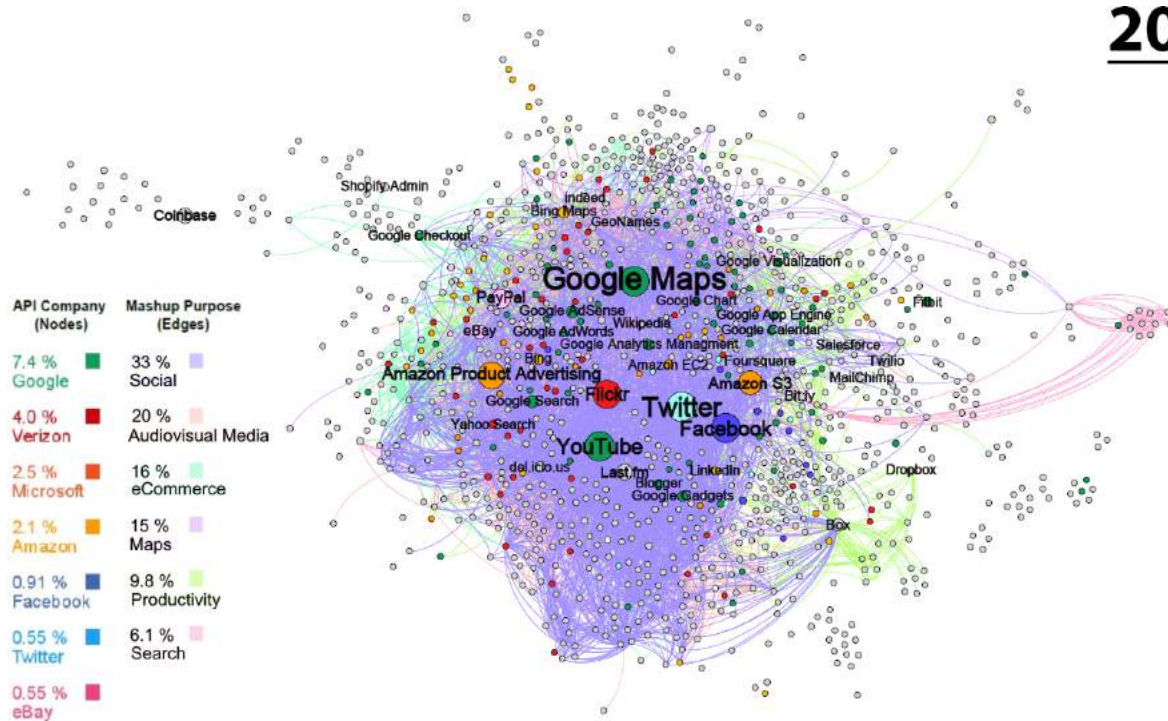 20
Shopify Admin
Coinbase
Indeed
Bing Maps
GeoNames
Google Checkout
Google Visualization
Google Maps
PayPal
Google Chart
Google AdSense
Google App Engine
Fitbit
eBay
Google AdWords
Wikipedia
Google Calendar
Google Analytics Managment
Salesforce
Bing
Amazon EC2
Foursquare
Twilio
Amazon Product Advertising
Amazon S3
MailChimp
Flickr
Bit.ly
Google Search
Twitter
Yahoo Search
Facebook
YouTube
del.icio.us
Last.fm
LinkedIn
Dropbox
Blogger
Google Gadgets
Box
API Company
(Nodes)
7.4 %
Google
4.0 %
Verizon
2.5 %
Microsoft
2.1 %
Amazon
0.91 %
Facebook
0.55 %
Twitter
0.55 %
eBay
Mashup Purpose
(Edges)
33 %
Social
20 %
Audiovisual Media
16 %
eCommerce
15 %
Maps
9.8 %
Productivity
6.1 %
Search